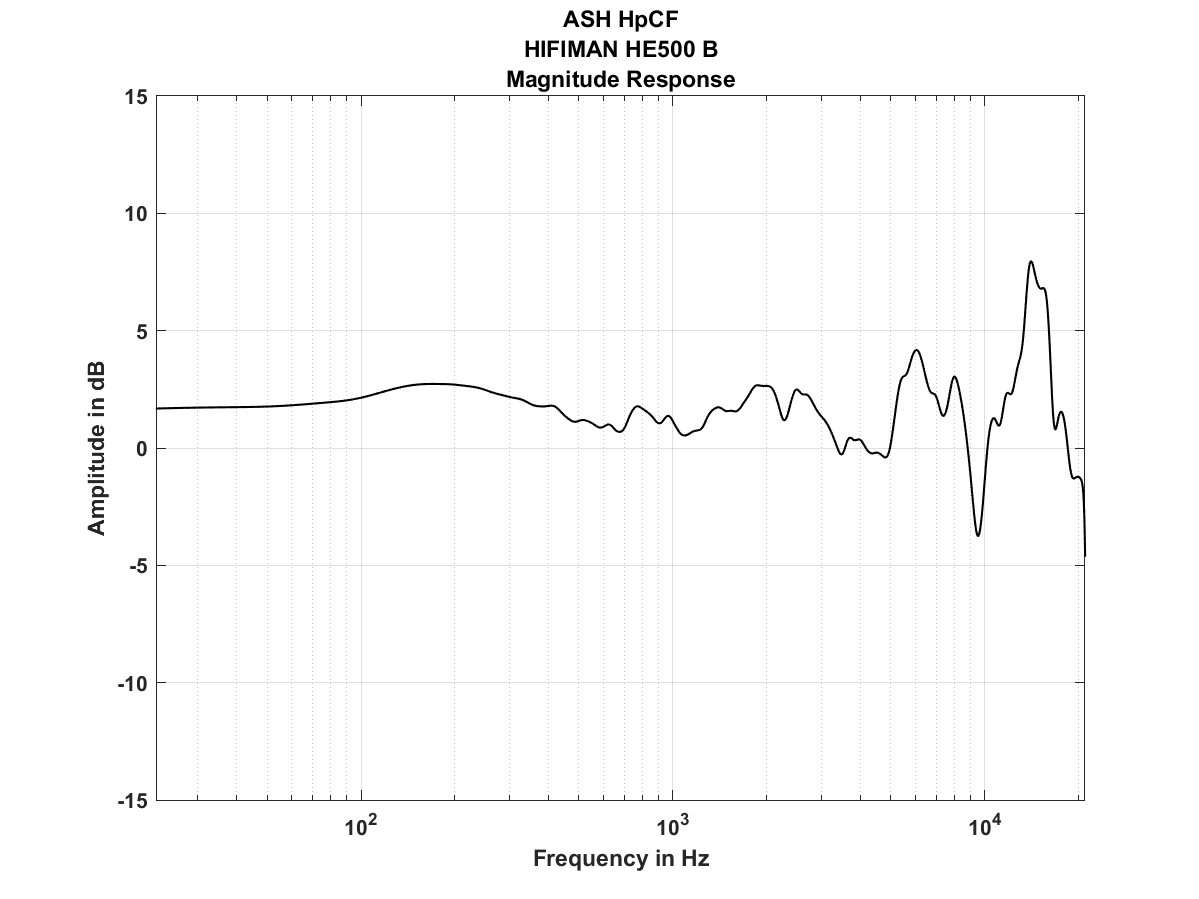 ASH HpCF
HIFIMAN HE500 B
Magnitude Response
15
10
5
0
-5
-10
-15
Amplitude in dB
10² 10³ 10⁴
Frequency in Hz